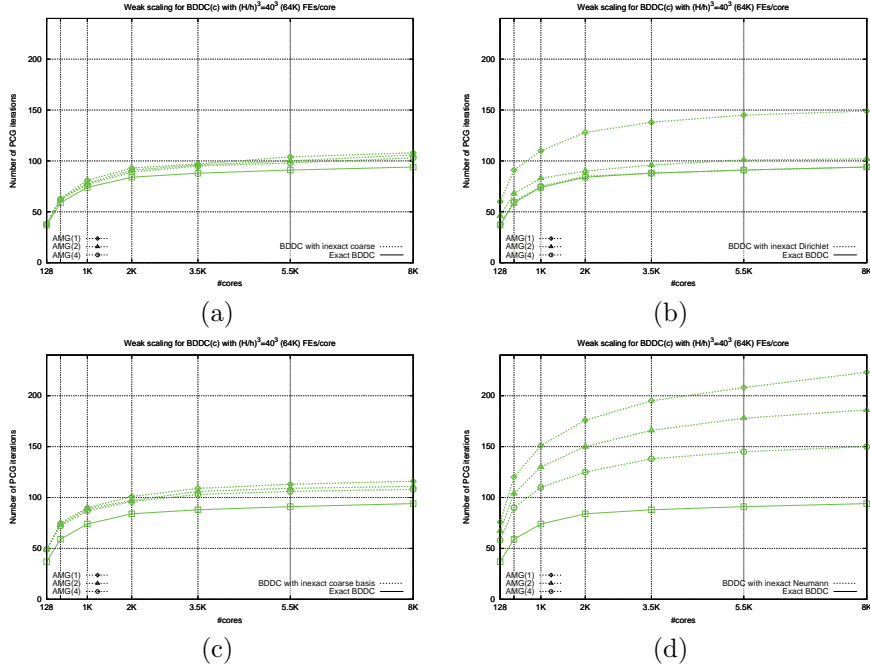 Weak scaling for BDDC(c) with (H/h)³=40³ (64K) FEs/core
Number of PCG iterations
200
150
100
50
0
AMG(1)
AMG(2)
AMG(4)
BDDC with inexact coarse
Exact BDDC
128 1K 2K 3.5K 5.5K 8K
#cores
(a)
Weak scaling for BDDC(c) with (H/h)³=40³ (64K) FEs/core
Number of PCG iterations
200
150
100
50
0
AMG(1)
AMG(2)
AMG(4)
BDDC with inexact Dirichlet
Exact BDDC
128 1K 2K 3.5K 5.5K 8K
#cores
(b)
Weak scaling for BDDC(c) with (H/h)³=40³ (64K) FEs/core
Number of PCG iterations
200
150
100
50
0
AMG(1)
AMG(2)
AMG(4)
BDDC with inexact coarse basis
Exact BDDC
128 1K 2K 3.5K 5.5K 8K
#cores
(c)
Weak scaling for BDDC(c) with (H/h)³=40³ (64K) FEs/core
Number of PCG iterations
200
150
100
50
0
AMG(1)
AMG(2)
AMG(4)
BDDC with inexact Neumann
Exact BDDC
128 1K 2K 3.5K 5.5K 8K
#cores
(d)